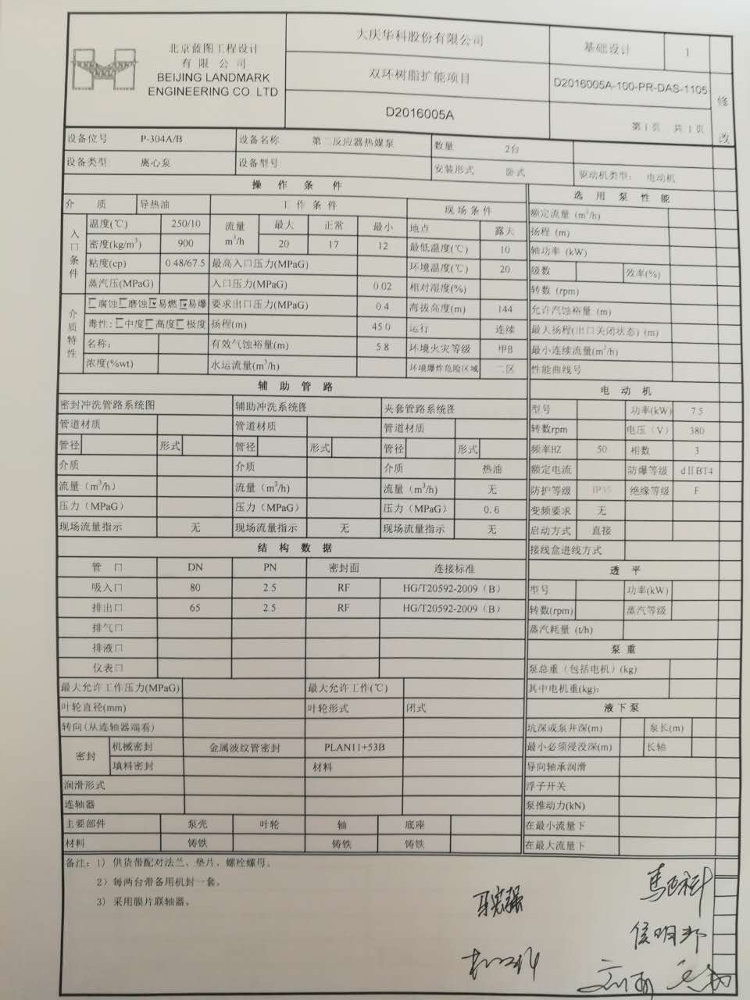 北京蓝图工程设计
有限公司
BEIJING LANDMARK
ENGINEERING CO. LTD
大庆华科股份有限公司
双环树脂扩能项目
D2016005A
基础设计 1
D2016005A-100-PR-DAS-1105
第1页 共1页
修
改
设备位号 P-304A/B 设备名称 第二反应器热媒泵 数量 2台
设备类型 离心泵 设备型号 安装形式 卧式 驱动机类型: 电动机
操作条件
介质 导热油 工作条件 现场条件
入口条件 温度(℃) 250/10 流量 m³/h 最大 正常 最小 地点 露天
密度(kg/m³) 900 20 17 12 最低温度(℃) 10
粘度(cp) 0.48/67.5 最高入口压力(MPaG) 环境温度(℃) 20
蒸汽压(MPaG) 入口压力(MPaG) 0.02 相对湿度(%)
介质特性 腐蚀 磨蚀 易燃 易爆 要求出口压力(MPaG) 0.4 海拔高度(m) 144
毒性: 中度 高度 极度 扬程(m) 45.0 运行 连续
名称: 有效气蚀裕量(m) 5.8 环境火灾等级 甲B
浓度(%wt) 水运流量(m³/h) 环境爆炸危险区域 二区
辅助管路
密封冲洗管路系统图 辅助冲洗系统图 夹套管路系统图
管道材质 管道材质 管道材质
管径 形式 管径 形式 管径 形式
介质 介质 介质 热油
流量(m³/h) 流量(m³/h) 流量(m³/h) 无
压力(MPaG) 压力(MPaG) 压力(MPaG) 0.6
现场流量指示 无 现场流量指示 无 现场流量指示 无
结构数据
管口 DN PN 密封面 连接标准
吸入口 80 2.5 RF HG/T20592-2009(B)
排出口 65 2.5 RF HG/T20592-2009(B)
排气口
排液口
仪表口
最大允许工作压力(MPaG) 最大允许工作(℃)
叶轮直径(mm) 叶轮形式 闭式
转向(从连轴器端看)
密封 机械密封 金属波纹管密封 PLAN11+53B
填料密封 材料
润滑形式
连轴器
主要部件 泵壳 叶轮 轴 底座
材料 铸铁 铸铁 铸铁
选用泵性能
额定流量(m³/h)
扬程(m)
轴功率(kW)
级数 效率(%)
转数(rpm)
允许汽蚀裕量(m)
最大扬程(出口关闭状态)(m)
最小连续流量(m³/h)
性能曲线号
电动机
型号 功率(kW) 7.5
转数rpm 电压(V) 380
频率HZ 50 相数 3
额定电流 防爆等级 dⅡBT4
防护等级 IP55 绝缘等级 F
变频要求 无
启动方式 直接
接线盒进线方式
透平
型号 功率(kW)
转数(rpm) 蒸汽等级
蒸汽耗量(t/h)
泵重
泵总重(包括电机)(kg)
其中电机重(kg):
液下泵
坑深或泵井深(m) 泵长(m)
最小必须浸没深(m) 长轴
导向轴承润滑
浮子开关
泵推动力(kN)
在最小流量下
在最大流量下
备注: 1) 供货带配对法兰、垫片、螺栓螺母。
2) 每两台带备用机封一套。
3) 采用膜片联轴器。